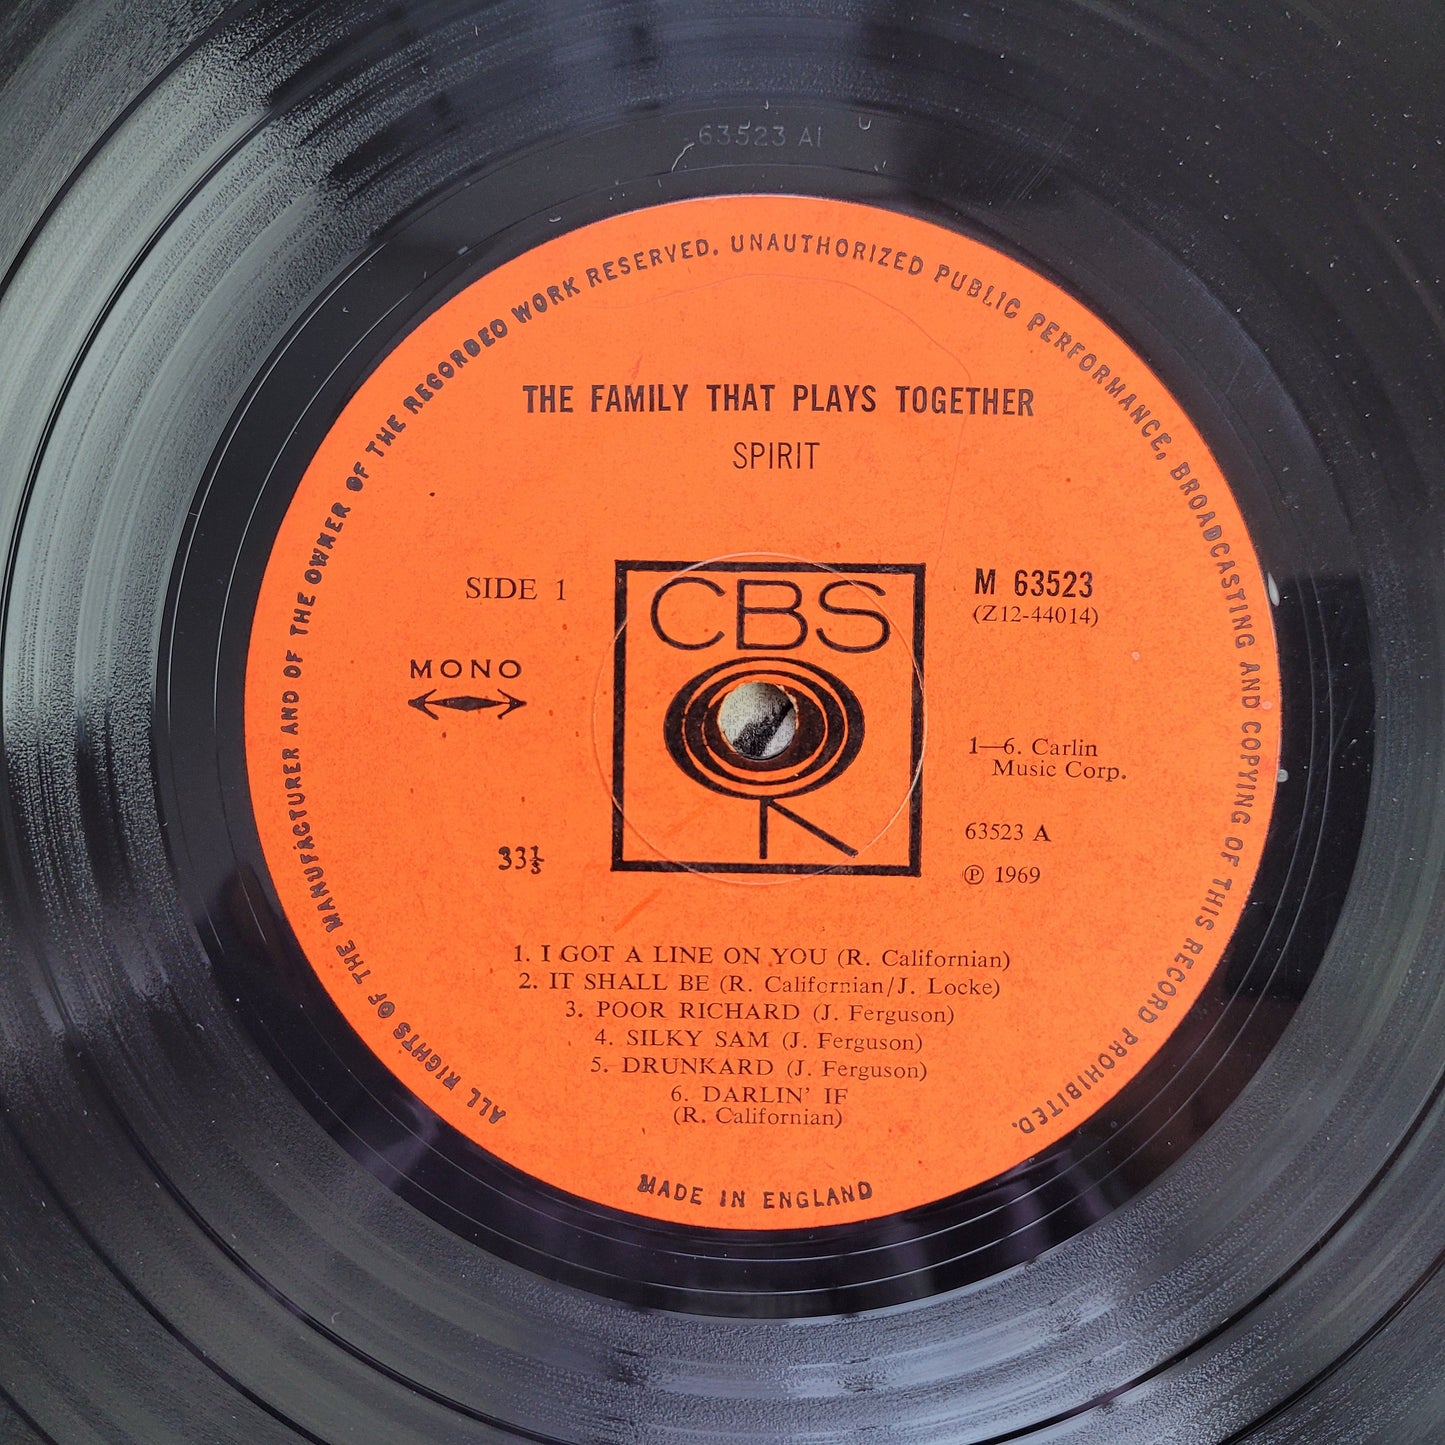 63523 A1
ALL RIGHTS OF THE MANUFACTURER AND OF THE OWNER OF THE RECORDED WORK RESERVED. UNAUTHORIZED PUBLIC PERFORMANCE, BROADCASTING AND COPYING OF THIS RECORD PROHIBITED.
THE FAMILY THAT PLAYS TOGETHER
SPIRIT
SIDE 1
MONO
33⅓
CBS
M 63523
(Z12-44014)
1—6. Carlin
Music Corp.
63523 A
℗ 1969
1. I GOT A LINE ON YOU (R. Californian)
2. IT SHALL BE (R. Californian/J. Locke)
3. POOR RICHARD (J. Ferguson)
4. SILKY SAM (J. Ferguson)
5. DRUNKARD (J. Ferguson)
6. DARLIN' IF
(R. Californian)
MADE IN ENGLAND